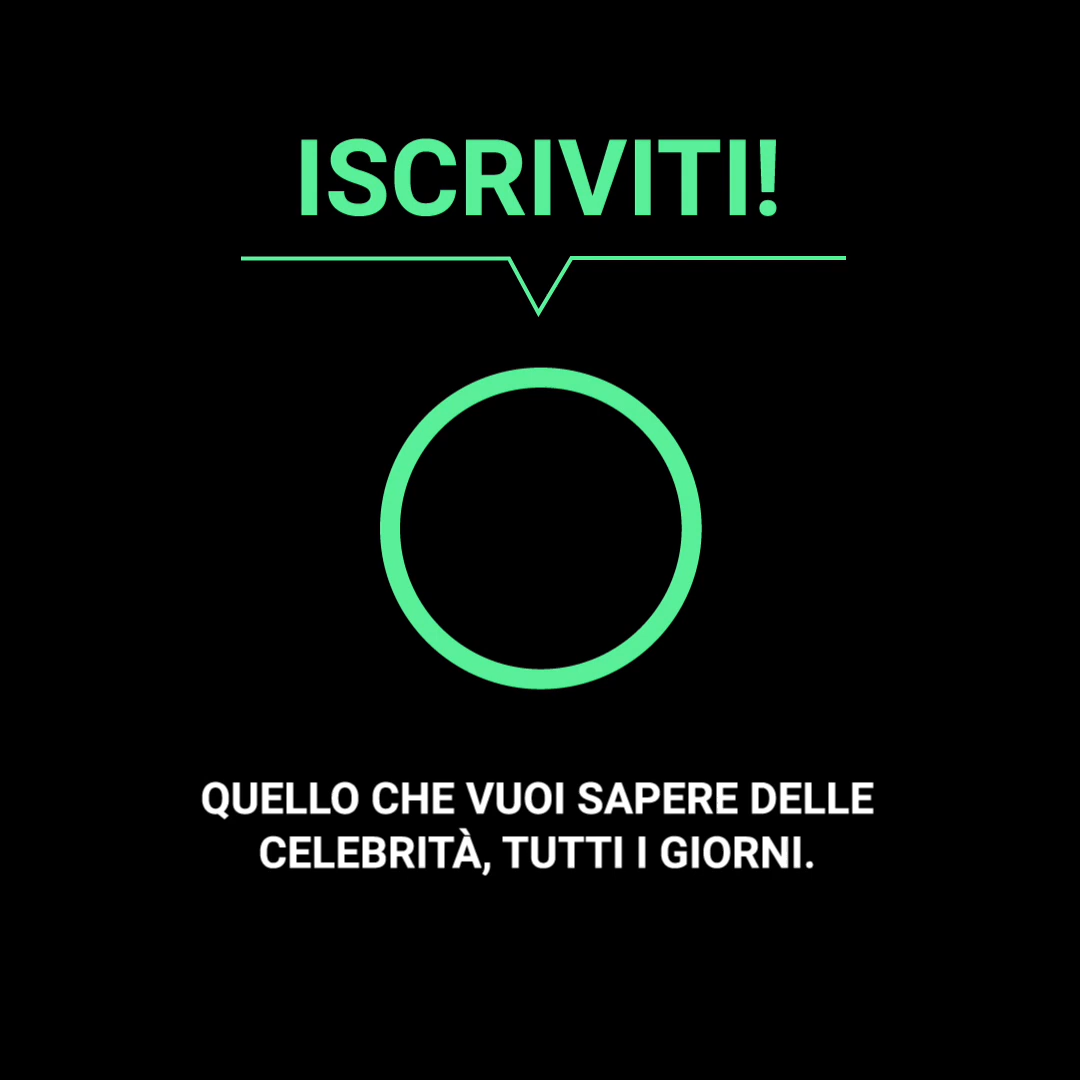 ISCRIVITI!
QUELLO CHE VUOI SAPERE DELLE
CELEBRITÀ, TUTTI I GIORNI.